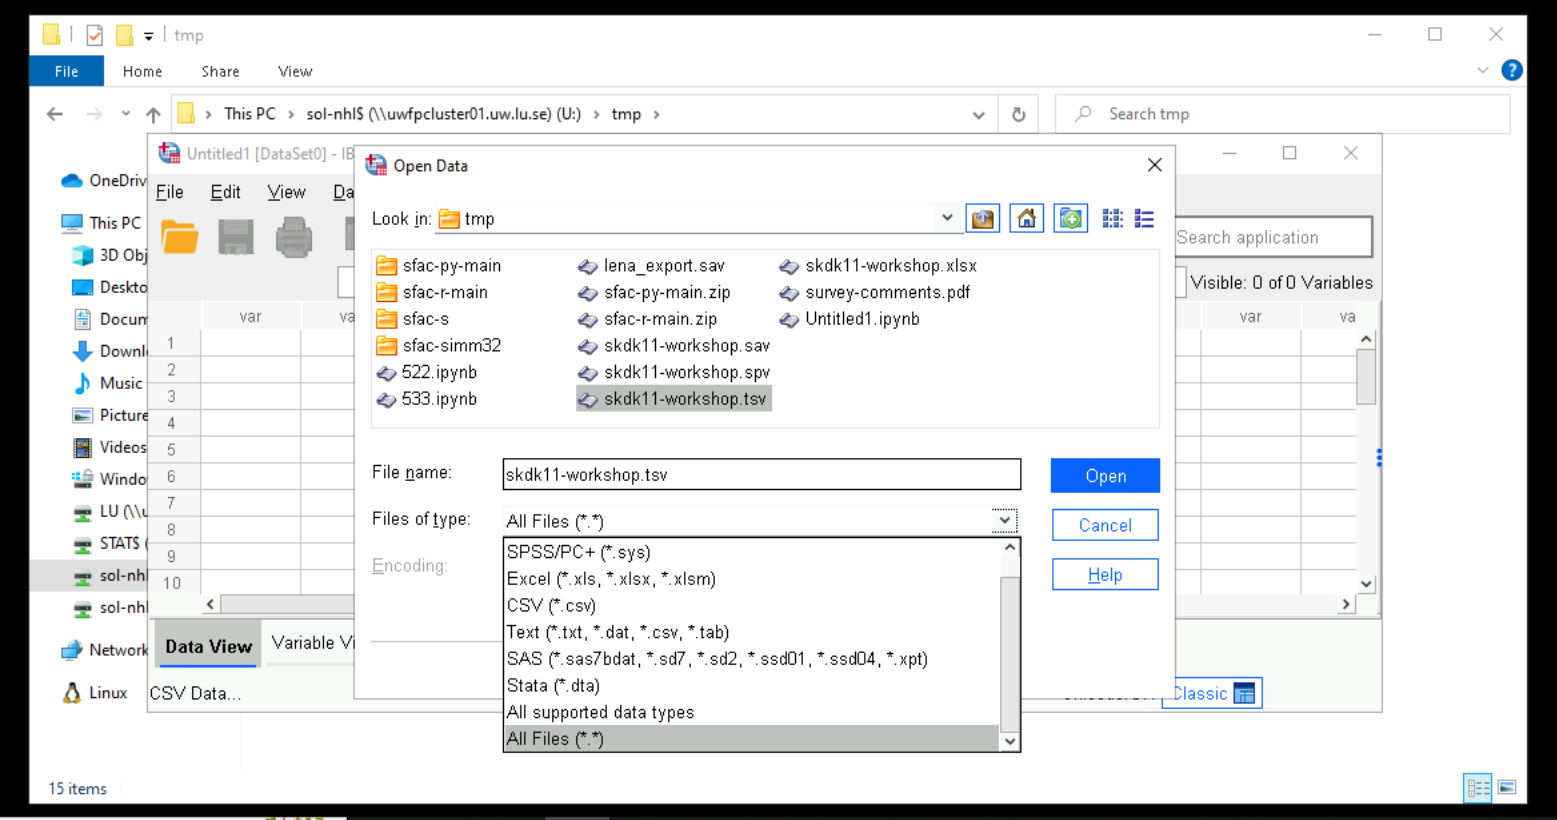 tmp
File Home Share View
This PC > sol-nhl$ (\\uwfpcluster01.uw.lu.se) (U:) > tmp >
Search tmp
Untitled1 [DataSet0] - IB
Open Data
File Edit View Da
Look in: tmp
Search application
Visible: 0 of 0 Variables
OneDriv
This PC
3D Obj
Deskto
Docum
Downl
Music
Picture
Videos
Windo
LU (\\u
STAT$ (
sol-nhl
sol-nhl
Network
Linux
var va var va
1
2
3
4
5
6
7
8
9
10
sfac-py-main
sfac-r-main
sfac-s
sfac-simm32
522.ipynb
533.ipynb
lena_export.sav
sfac-py-main.zip
sfac-r-main.zip
skdk11-workshop.sav
skdk11-workshop.spv
skdk11-workshop.tsv
skdk11-workshop.xlsx
survey-comments.pdf
Untitled1.ipynb
File name: skdk11-workshop.tsv
Open
Files of type: All Files (*.*)
Cancel
Encoding:
Help
SPSS/PC+ (*.sys)
Excel (*.xls, *.xlsx, *.xlsm)
CSV (*.csv)
Text (*.txt, *.dat, *.csv, *.tab)
SAS (*.sas7bdat, *.sd7, *.sd2, *.ssd01, *.ssd04, *.xpt)
Stata (*.dta)
All supported data types
All Files (*.*)
Data View Variable Vi
CSV Data...
Classic
15 items